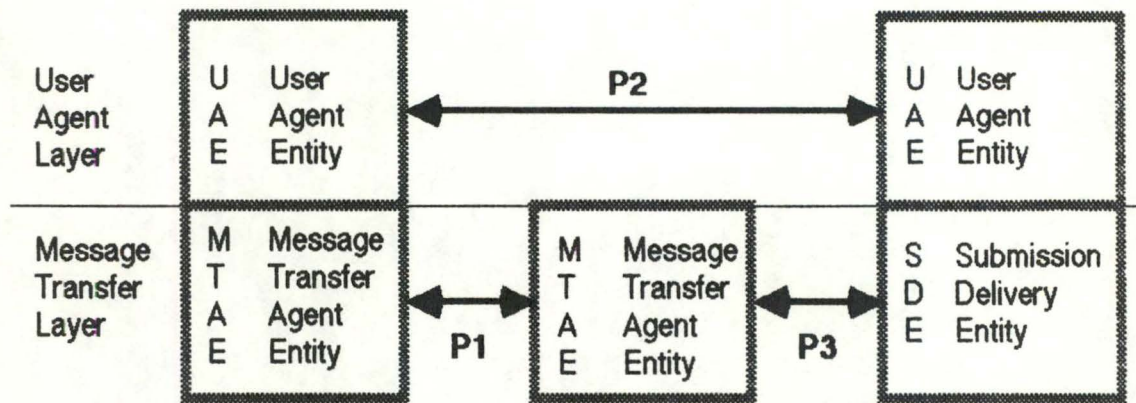 User
Agent
Layer
U User
A Agent
E Entity
P2
U User
A Agent
E Entity
Message
Transfer
Layer
M Message
T Transfer
A Agent
E Entity
P1
M Message
T Transfer
A Agent
E Entity
P3
S Submission
D Delivery
E Entity